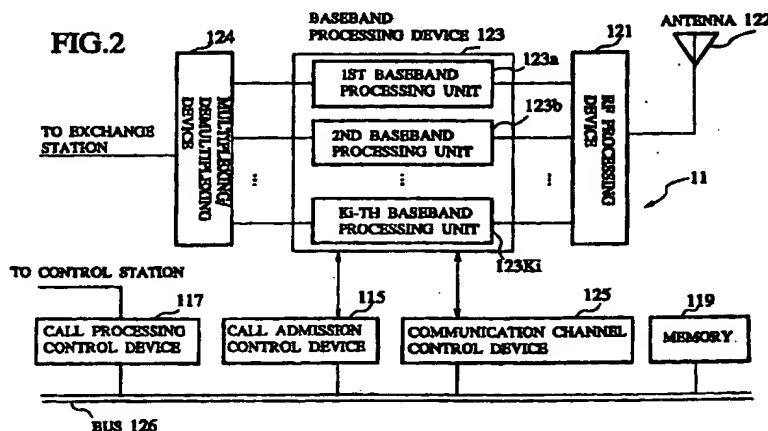 FIG.2
BASEBAND
PROCESSING DEVICE 123
124
121
ANTENNA 122
123a
1ST BASEBAND
PROCESSING UNIT
123b
2ND BASEBAND
PROCESSING UNIT
...
...
...
Ki-TH BASEBAND
PROCESSING UNIT
123Ki
MULTIPLEXING/
DEMULTIPLEXING
DEVICE
RF PROCESSING
DEVICE
TO EXCHANGE
STATION
11
TO CONTROL STATION
117
CALL PROCESSING
CONTROL DEVICE
115
CALL ADMISSION
CONTROL DEVICE
125
COMMUNICATION CHANNEL
CONTROL DEVICE
119
MEMORY
BUS 126